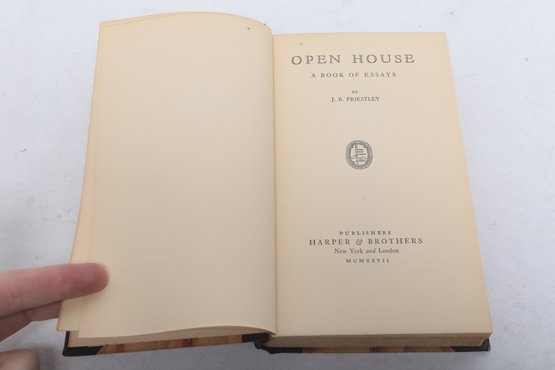 OPEN HOUSE
A BOOK OF ESSAYS
BY
J. B. PRIESTLEY
PUBLISHERS
HARPER & BROTHERS
New York and London
MCMXXVII